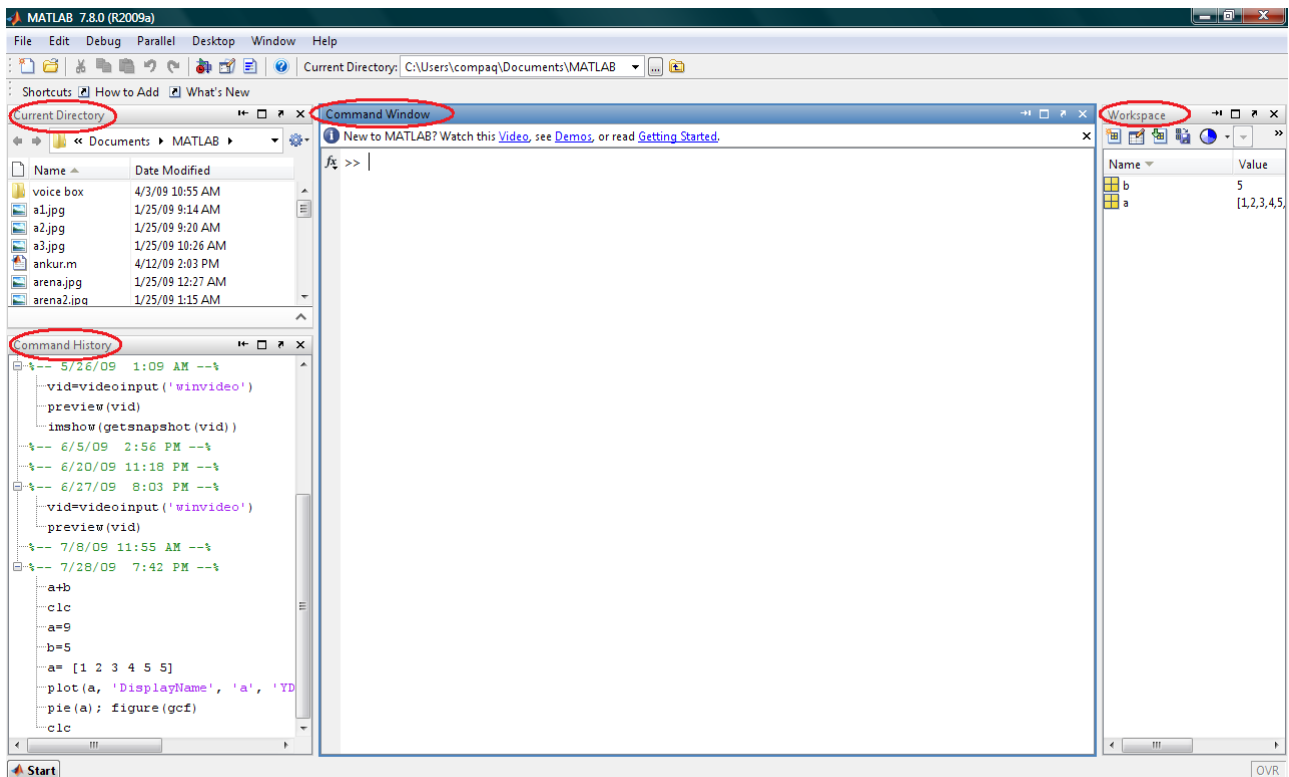 MATLAB 7.8.0 (R2009a)
File Edit Debug Parallel Desktop Window Help
Current Directory: C:\Users\compaq\Documents\MATLAB
Shortcuts How to Add What's New
Current Directory
« Documents MATLAB
Name Date Modified
voice box 4/3/09 10:55 AM
a1.jpg 1/25/09 9:14 AM
a2.jpg 1/25/09 9:20 AM
a3.jpg 1/25/09 10:26 AM
ankur.m 4/12/09 2:03 PM
arena.jpg 1/25/09 12:27 AM
arena2.jpg 1/25/09 1:15 AM
Command History
%-- 5/26/09 1:09 AM --%
vid=videoinput('winvideo')
preview(vid)
imshow(getsnapshot(vid))
%-- 6/5/09 2:56 PM --%
%-- 6/20/09 11:18 PM --%
%-- 6/27/09 8:03 PM --%
vid=videoinput('winvideo')
preview(vid)
%-- 7/8/09 11:55 AM --%
%-- 7/28/09 7:42 PM --%
a+b
clc
a=9
b=5
a= [1 2 3 4 5 5]
plot(a, 'DisplayName', 'a', 'YD
pie(a); figure(gcf)
clc
Command Window
New to MATLAB? Watch this Video, see Demos, or read Getting Started.
fx >>
Workspace
Name Value
b 5
a [1,2,3,4,5,
Start
OVR